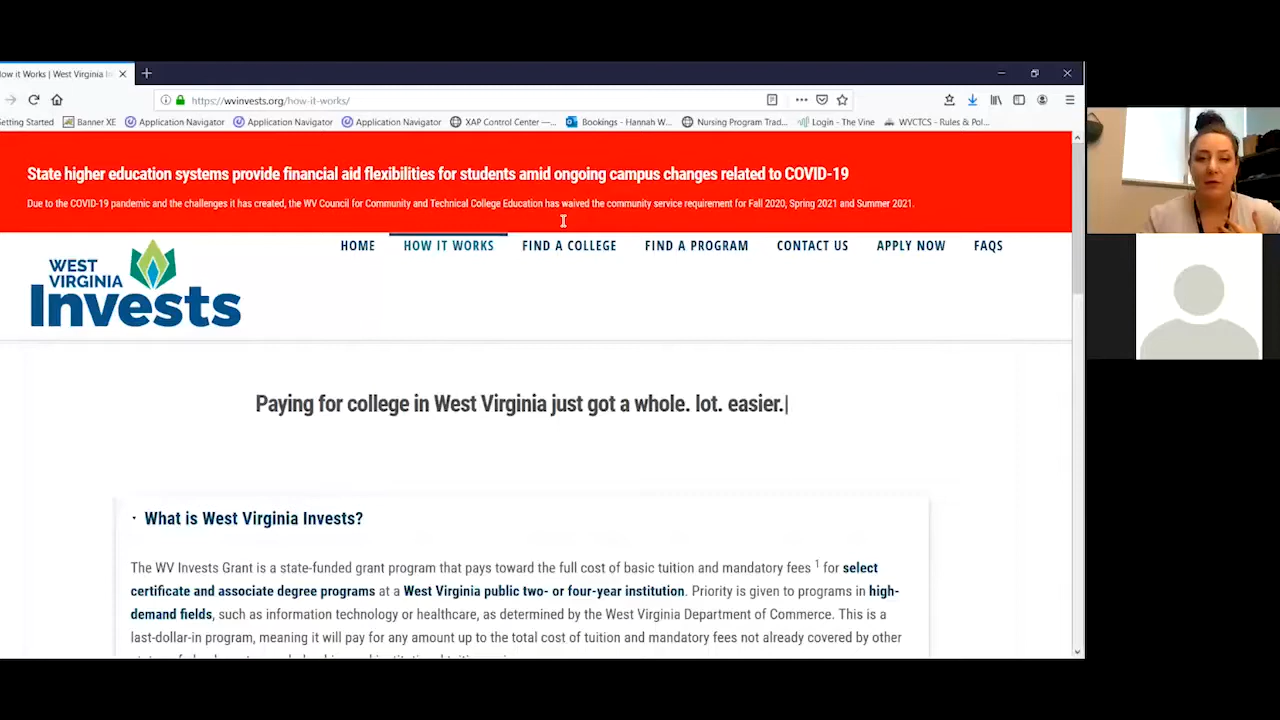 How it Works | West Virginia In
https://wvinvests.org/how-it-works/
Getting Started Banner XE Application Navigator Application Navigator Application Navigator XAP Control Center —... Bookings - Hannah W... Nursing Program Trad... Login - The Vine WVCTCS - Rules & Pol...
State higher education systems provide financial aid flexibilities for students amid ongoing campus changes related to COVID-19
Due to the COVID-19 pandemic and the challenges it has created, the WV Council for Community and Technical College Education has waived the community service requirement for Fall 2020, Spring 2021 and Summer 2021.
HOME HOW IT WORKS FIND A COLLEGE FIND A PROGRAM CONTACT US APPLY NOW FAQS
WEST
VIRGINIA
Invests
Paying for college in West Virginia just got a whole. lot. easier.|
What is West Virginia Invests?
The WV Invests Grant is a state-funded grant program that pays toward the full cost of basic tuition and mandatory fees 1 for select
certificate and associate degree programs at a West Virginia public two- or four-year institution. Priority is given to programs in high-
demand fields, such as information technology or healthcare, as determined by the West Virginia Department of Commerce. This is a
last-dollar-in program, meaning it will pay for any amount up to the total cost of tuition and mandatory fees not already covered by other